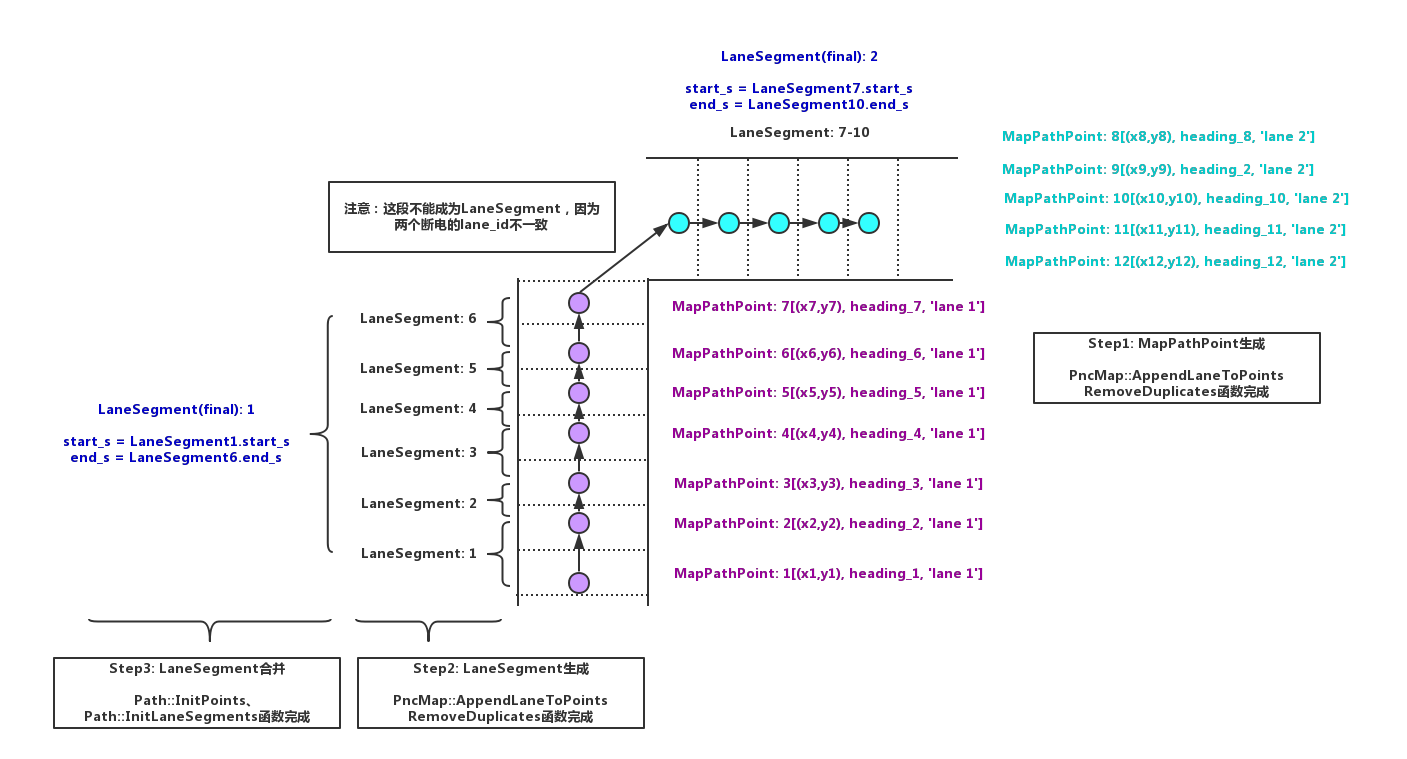 LaneSegment(final): 2
start_s = LaneSegment7.start_s
end_s = LaneSegment10.end_s
LaneSegment: 7-10
MapPathPoint: 8[(x8,y8), heading_8, 'lane 2']
MapPathPoint: 9[(x9,y9), heading_2, 'lane 2']
MapPathPoint: 10[(x10,y10), heading_10, 'lane 2']
MapPathPoint: 11[(x11,y11), heading_11, 'lane 2']
MapPathPoint: 12[(x12,y12), heading_12, 'lane 2']
注意：这段不能成为LaneSegment，因为
两个断电的lane_id不一致
MapPathPoint: 7[(x7,y7), heading_7, 'lane 1']
MapPathPoint: 6[(x6,y6), heading_6, 'lane 1']
MapPathPoint: 5[(x5,y5), heading_5, 'lane 1']
MapPathPoint: 4[(x4,y4), heading_4, 'lane 1']
MapPathPoint: 3[(x3,y3), heading_3, 'lane 1']
MapPathPoint: 2[(x2,y2), heading_2, 'lane 1']
MapPathPoint: 1[(x1,y1), heading_1, 'lane 1']
Step1: MapPathPoint生成
PncMap::AppendLaneToPoints
RemoveDuplicates函数完成
LaneSegment: 6
LaneSegment: 5
LaneSegment: 4
LaneSegment: 3
LaneSegment: 2
LaneSegment: 1
LaneSegment(final): 1
start_s = LaneSegment1.start_s
end_s = LaneSegment6.end_s
Step3: LaneSegment合并
Path::InitPoints、
Path::InitLaneSegments函数完成
Step2: LaneSegment生成
PncMap::AppendLaneToPoints
RemoveDuplicates函数完成